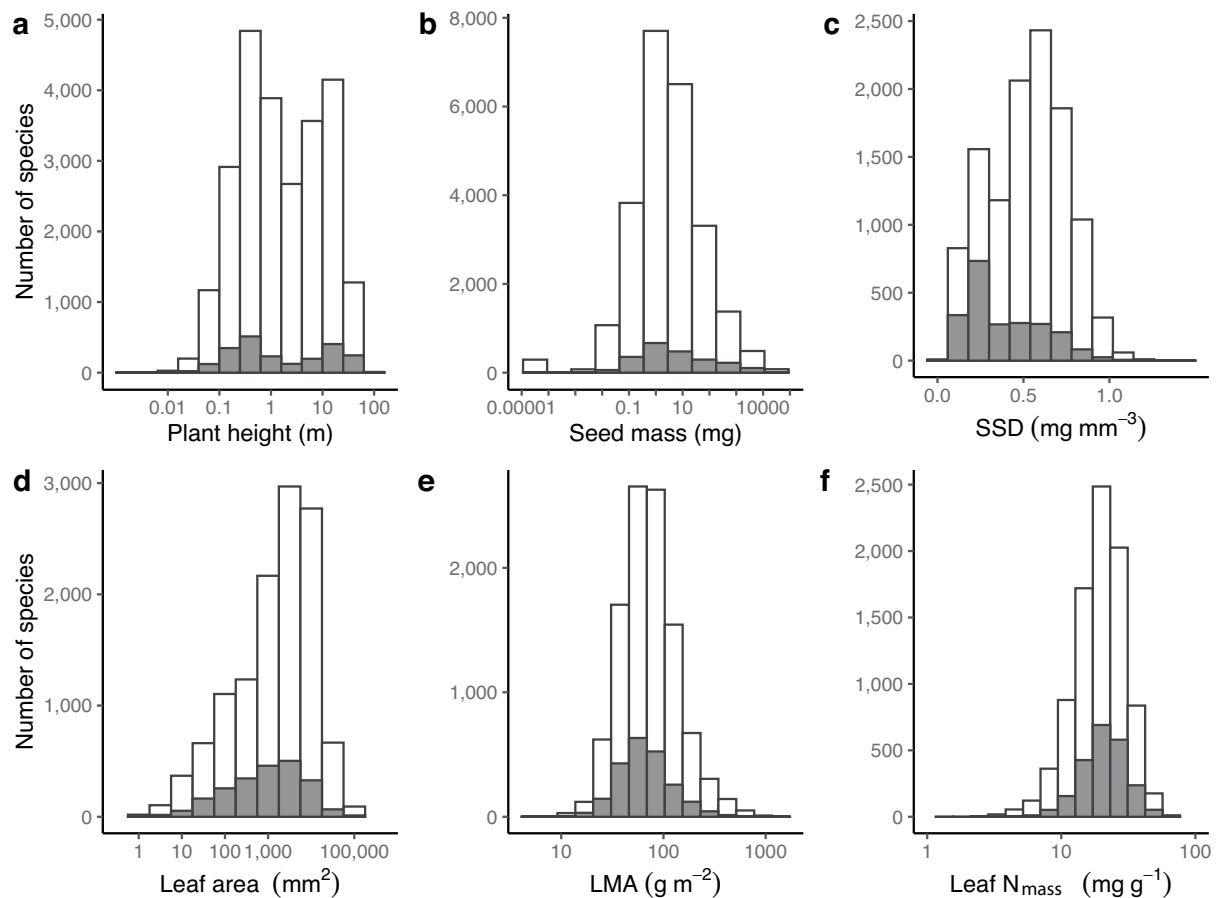 a
Number of species
5,000
4,000
3,000
2,000
1,000
0
0.01 0.1 1 10 100
Plant height (m)
b
8,000
6,000
4,000
2,000
0
0.00001 0.1 10 10000
Seed mass (mg)
c
2,500
2,000
1,500
1,000
500
0
0.0 0.5 1.0
SSD (mg mm⁻³)
d
Number of species
3,000
2,000
1,000
0
1 10 100 1,000 100,000
Leaf area (mm²)
e
2,000
1,000
0
10 100 1000
LMA (g m⁻²)
f
2,500
2,000
1,500
1,000
500
0
1 10 100
Leaf Nmass (mg g⁻¹)